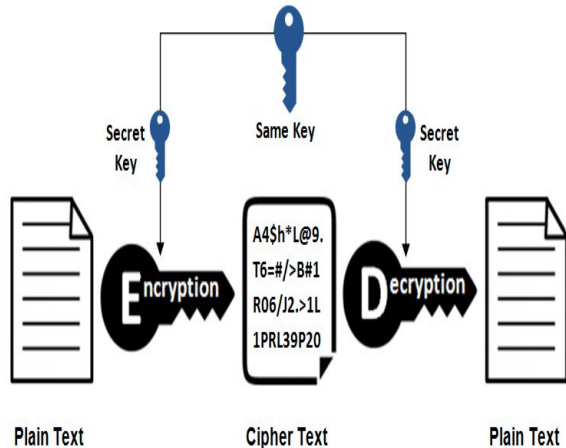 Secret
Key
Same Key
Secret
Key
Encryption
A4$h*L@9.
T6=#/>B#1
R06/J2.>1L
1PRL39P20
Decryption
Plain Text
Cipher Text
Plain Text